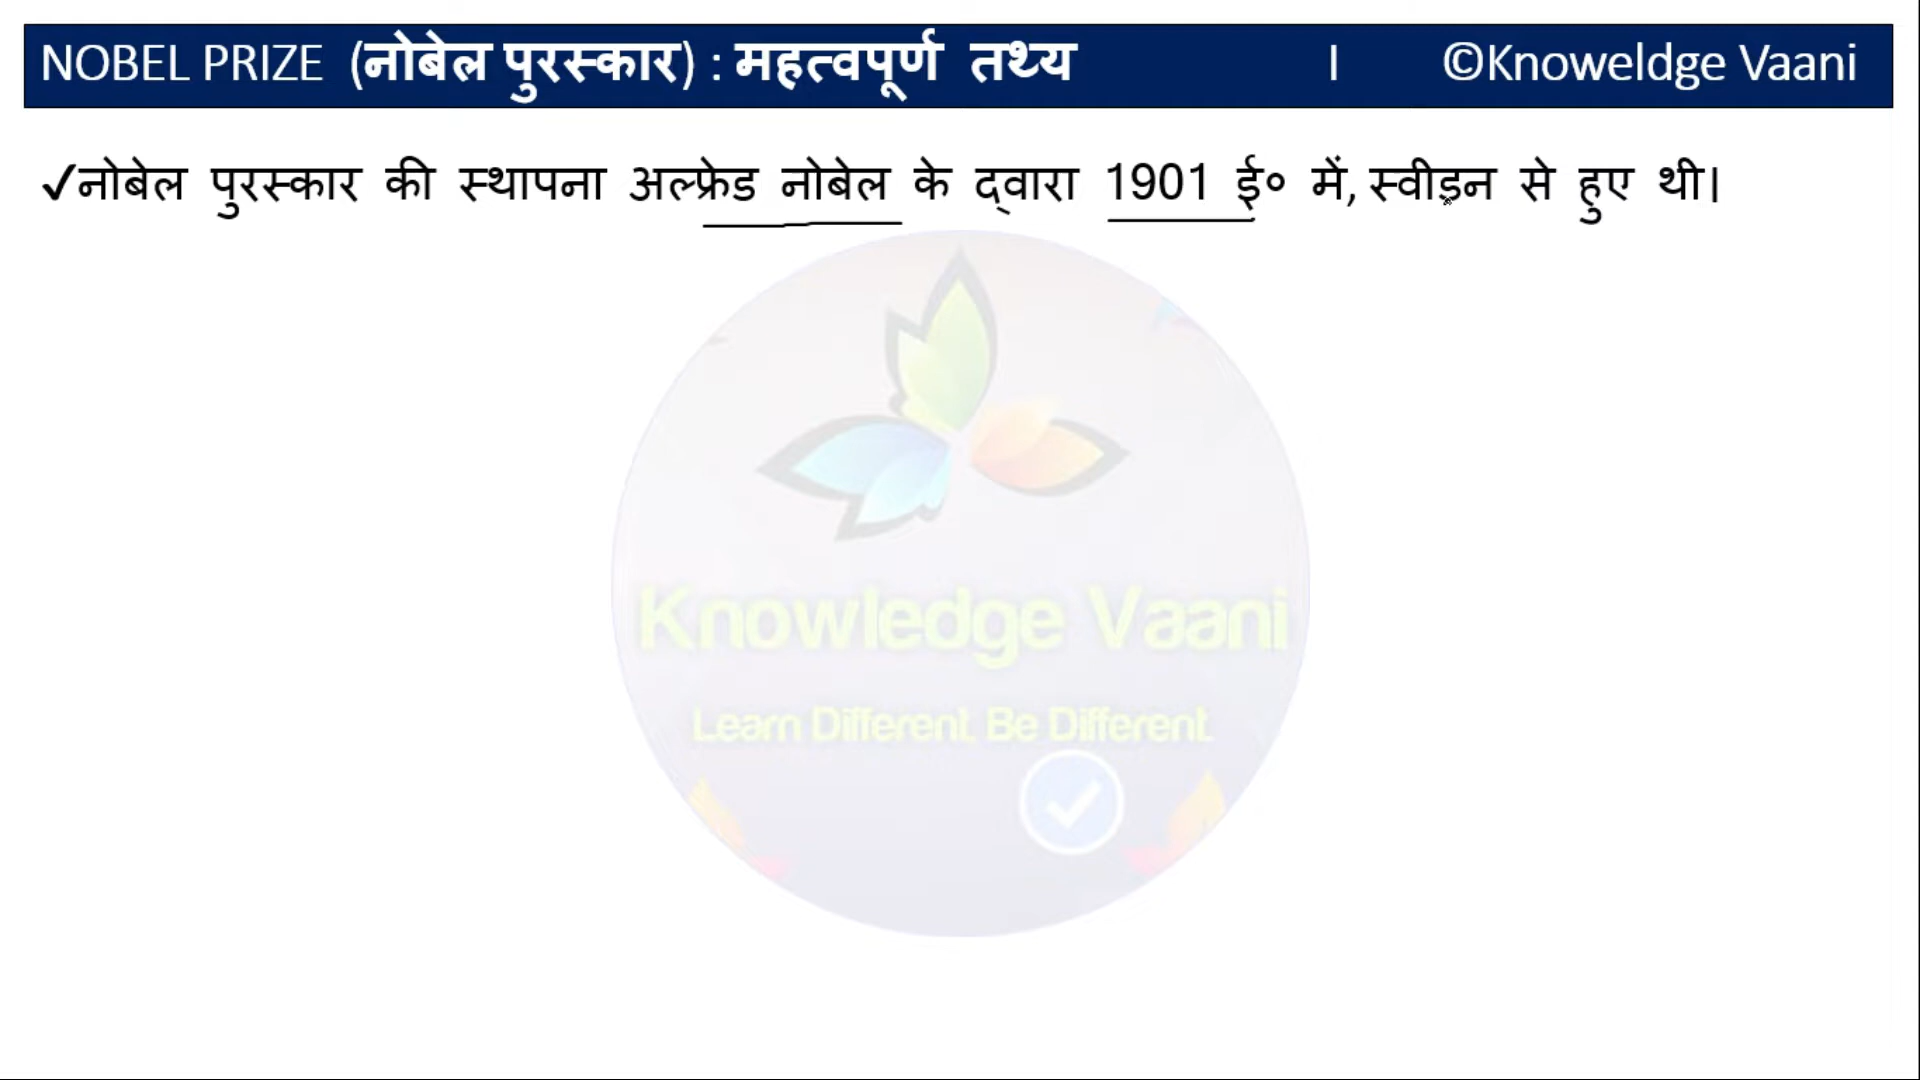 NOBEL PRIZE (नोबेल पुरस्कार) : महत्वपूर्ण तथ्य I ©Knoweldge Vaani
✓नोबेल पुरस्कार की स्थापना अल्फ्रेड नोबेल के द्वारा 1901 ई० में, स्वीड़न से हुए थी।
Knowledge Vaani
Learn Different, Be Different.